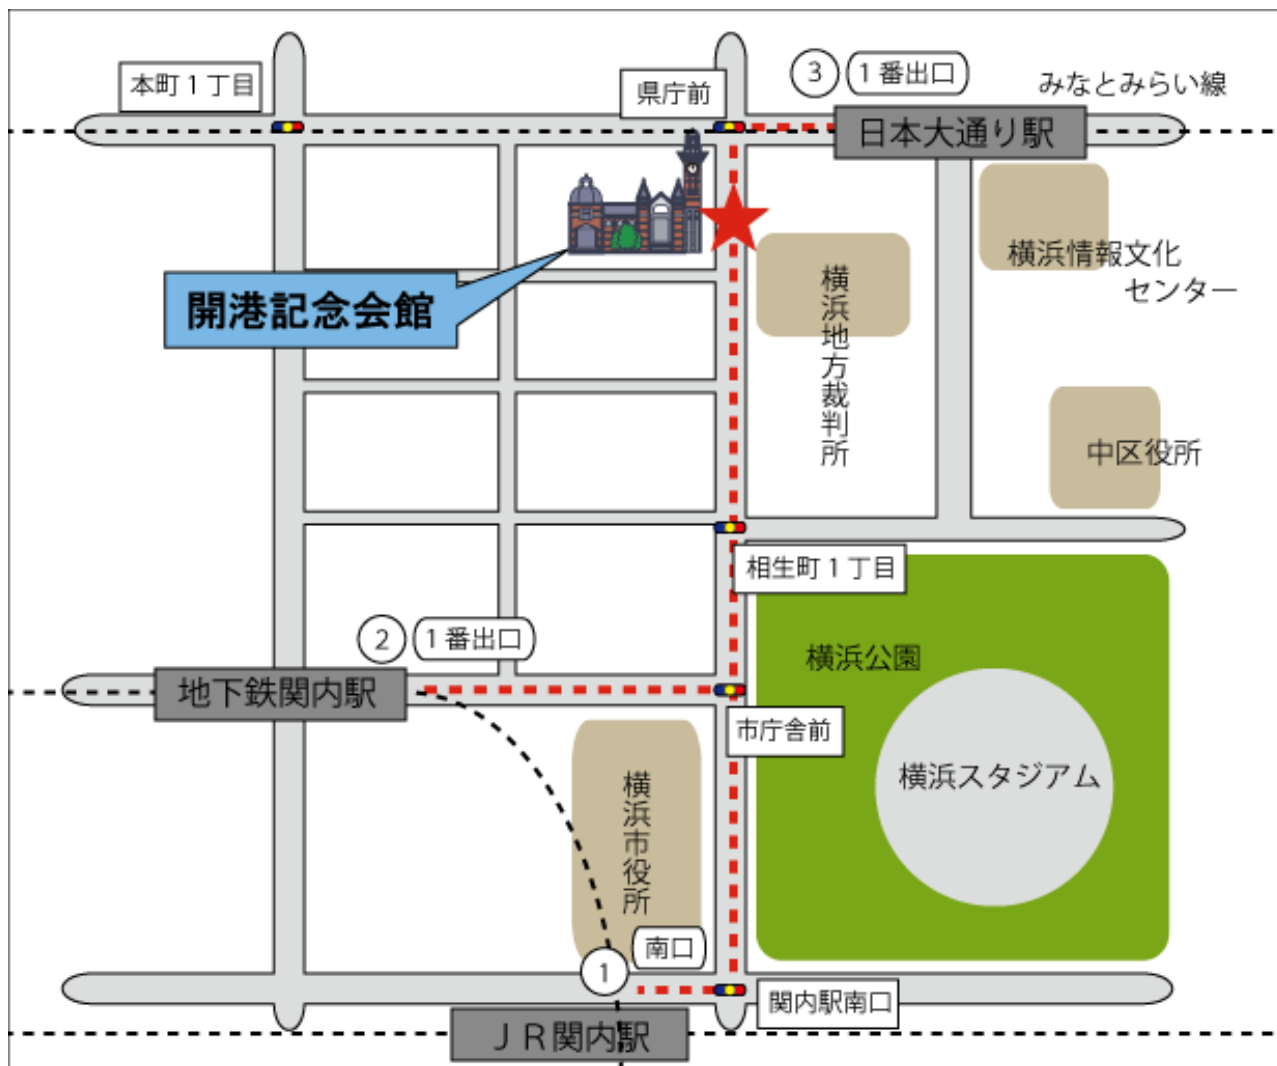 本町1丁目
県庁前
③ 1番出口
みなとみらい線
日本大通り駅
開港記念会館
横浜地方裁判所
横浜情報文化
センター
中区役所
相生町1丁目
② 1番出口
地下鉄関内駅
横浜公園
市庁舎前
横浜スタジアム
横浜市役所
南口
①
関内駅南口
JR関内駅